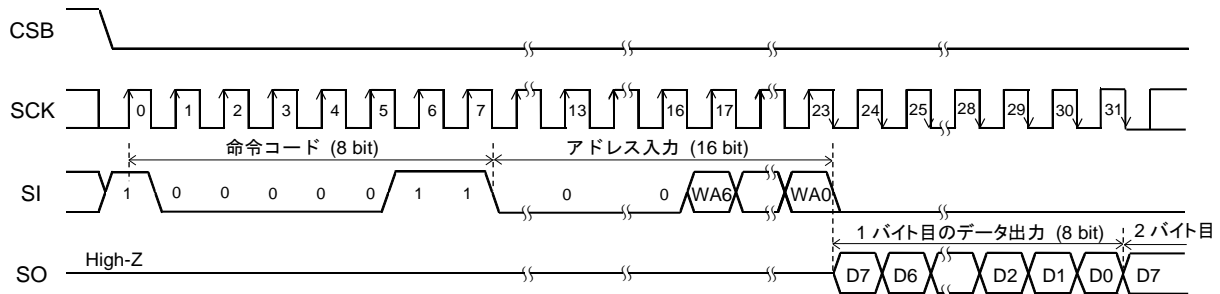 CSB
SCK
0 1 2 3 4 5 6 7 13 16 17 23 24 25 28 29 30 31
命令コード (8 bit) アドレス入力 (16 bit)
SI
1 0 0 0 0 0 1 1 0 0 WA6 WA0
1 バイト目のデータ出力 (8 bit) 2 バイト目
SO
High-Z
D7 D6 D2 D1 D0 D7